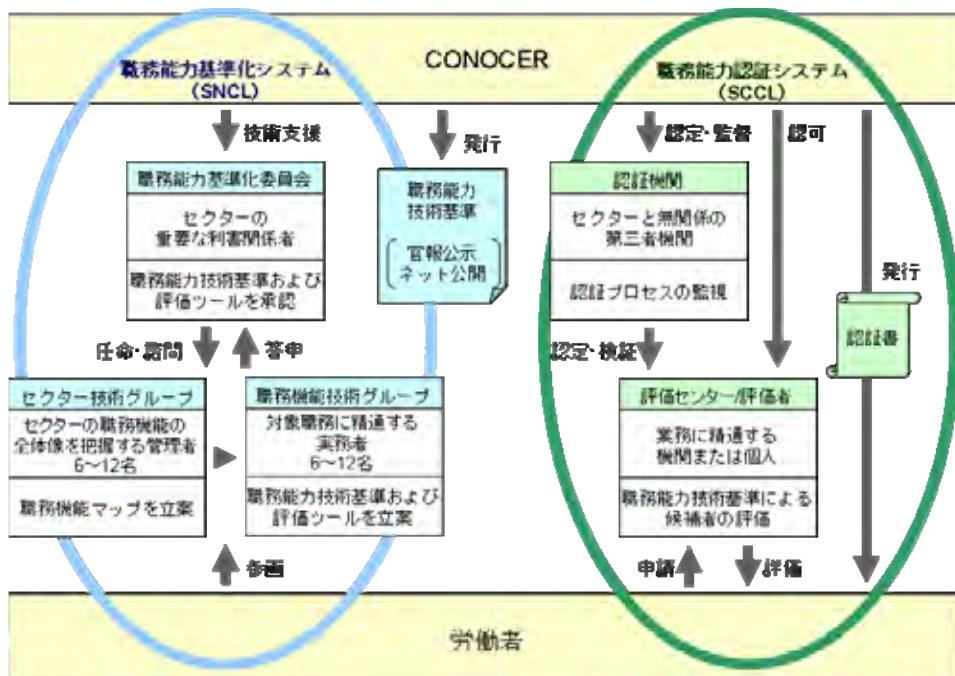 CONOCER
職務能力基準化システム
(SNCL)
職務能力認証システム
(SCCL)
技術支援
発行
認定・監督
認可
職務能力基準化委員会
セクターの
重要な利害関係者
職務能力技術基準および
評価ツールを承認
職務能力
技術基準
官報公示
ネット公開
認証機関
セクターと無関係の
第三者機関
認証プロセスの監視
発行
認証書
任命・諮問
答申
認定・検証
セクター技術グループ
セクターの職務機能の
全体像を把握する管理者
6〜12名
職務機能マップを立案
職務機能技術グループ
対象職務に精通する
実務者
6〜12名
職務能力技術基準および
評価ツールを立案
評価センター/評価者
業務に精通する
機関または個人
職務能力技術基準による
候補者の評価
参画
申請
評価
労働者